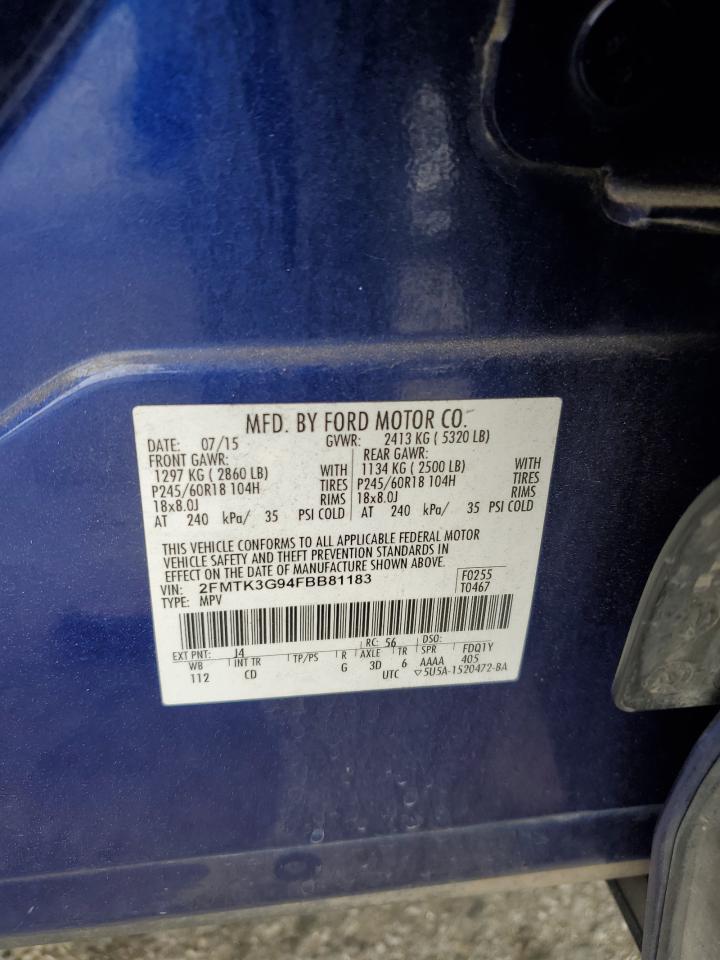 MFD. BY FORD MOTOR CO.
DATE: 07/15 GVWR: 2413 KG ( 5320 LB)
FRONT GAWR: REAR GAWR:
1297 KG ( 2860 LB) WITH 1134 KG ( 2500 LB) WITH
P245/60R18 104H TIRES P245/60R18 104H TIRES
18x8.0J RIMS 18x8.0J RIMS
AT 240 kPa/ 35 PSI COLD AT 240 kPa/ 35 PSI COLD
THIS VEHICLE CONFORMS TO ALL APPLICABLE FEDERAL MOTOR
VEHICLE SAFETY AND THEFT PREVENTION STANDARDS IN
EFFECT ON THE DATE OF MANUFACTURE SHOWN ABOVE.
VIN: 2FMTK3G94FBB81183 F0255
TYPE: MPV T0467
EXT PNT: J4 RC: 56 DSO:
WB INT TR TP/PS R AXLE TR SPR FDQ1Y
112 CD G 3D 6 AAAA 405
UTC ▽5U5A-1520472-BA